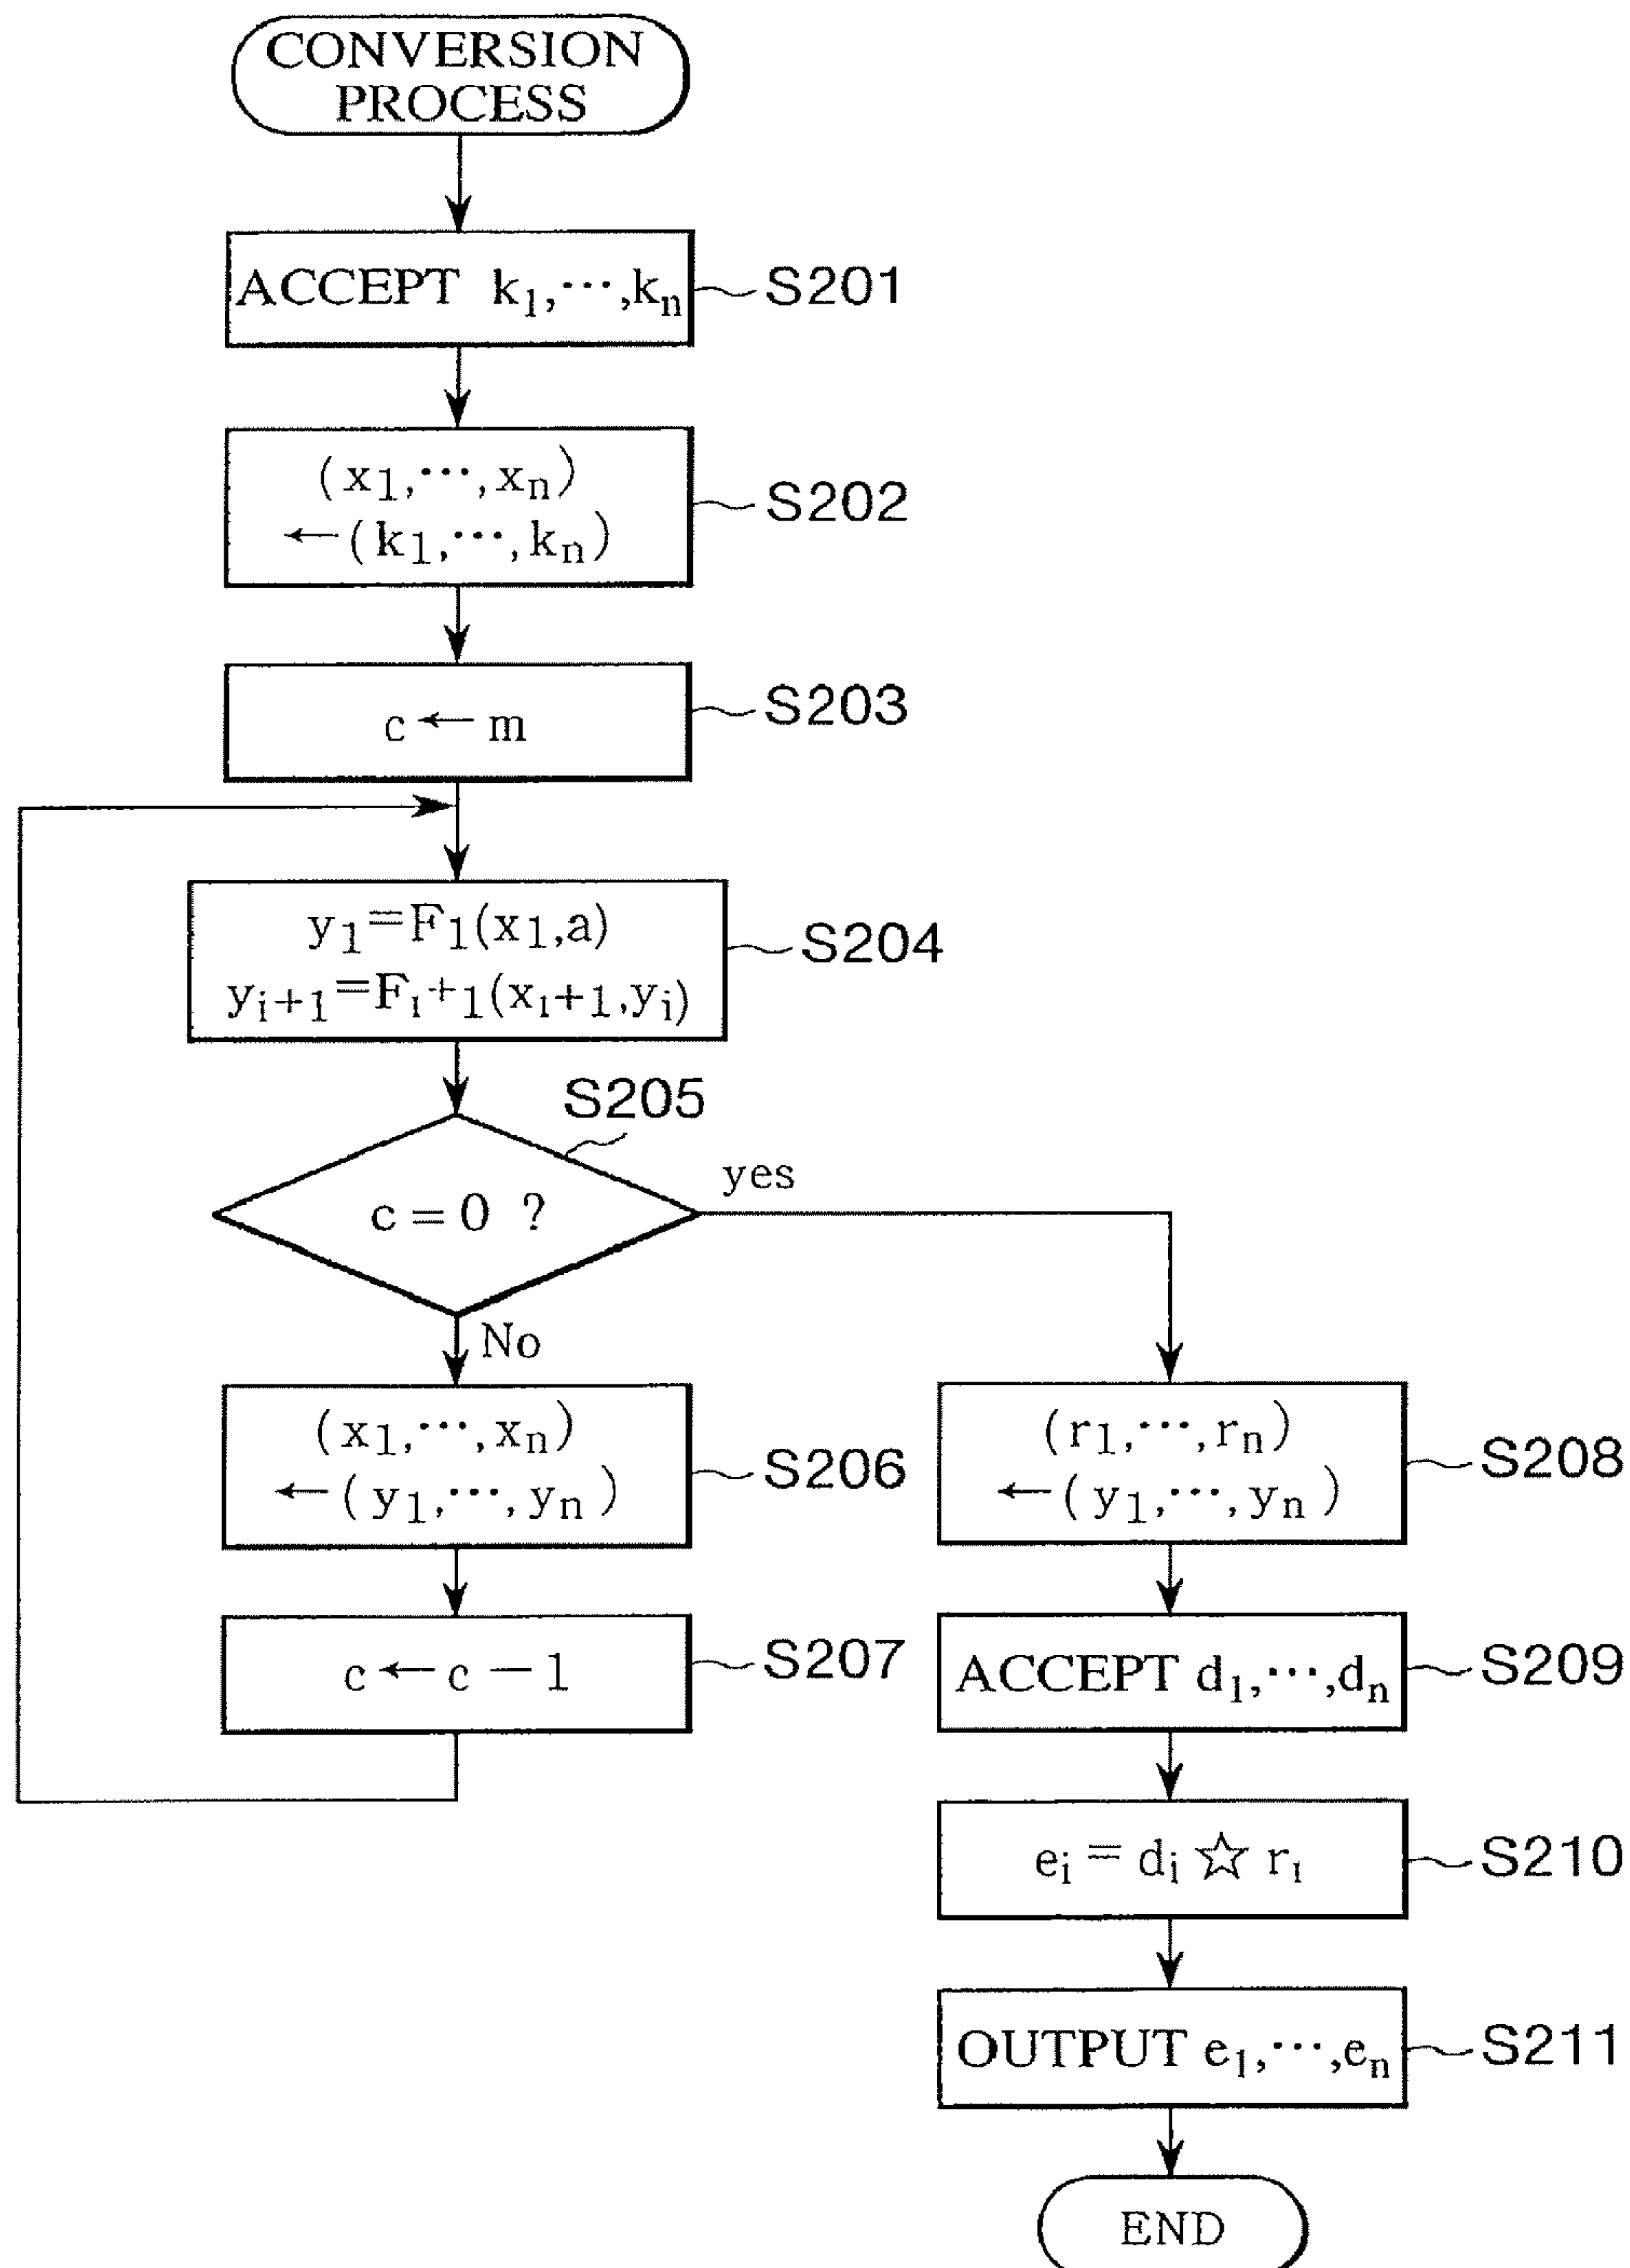 CONVERSION
PROCESS
ACCEPT k₁,⋯,kₙ
S201
(x₁,⋯,xₙ)
←(k₁,⋯,kₙ)
S202
c←m
S203
y₁=F₁(x₁,a)
yᵢ₊₁=Fᵢ₊₁(xᵢ₊₁,yᵢ)
S204
S205
c=0 ?
yes
No
(x₁,⋯,xₙ)
←(y₁,⋯,yₙ)
S206
c←c−1
S207
(r₁,⋯,rₙ)
←(y₁,⋯,yₙ)
S208
ACCEPT d₁,⋯,dₙ
S209
eᵢ=dᵢ☆rᵢ
S210
OUTPUT e₁,⋯,eₙ
S211
END